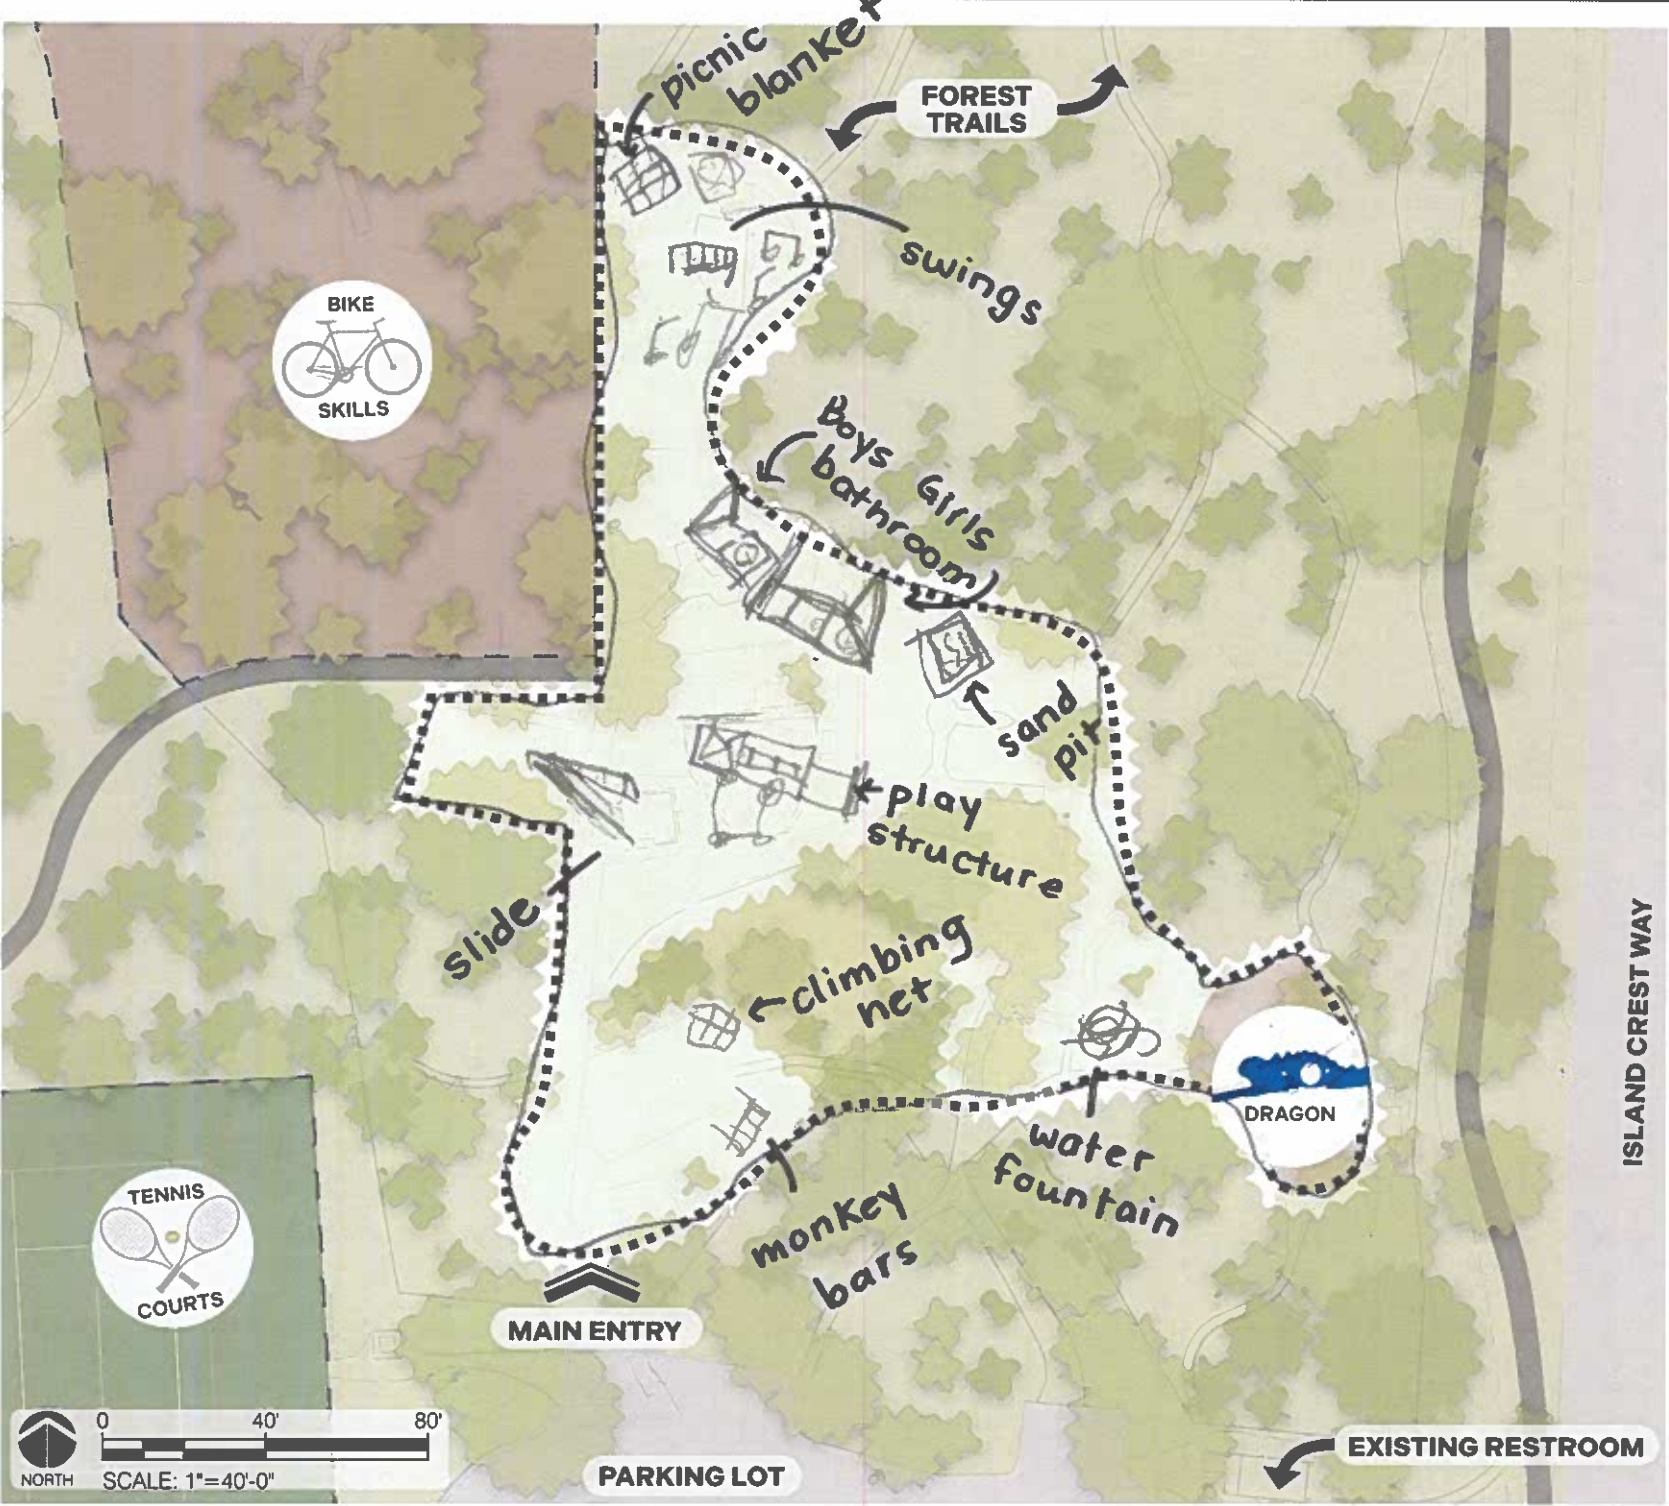 picnic
blanket
FOREST
TRAILS
swings
BIKE
SKILLS
Boys Girls
bathroom
sand
pit
play
structure
slide
climbing
net
DRAGON
water
fountain
monkey
bars
ISLAND CREST WAY
TENNIS
COURTS
MAIN ENTRY
0 40' 80'
NORTH
SCALE: 1"=40'-0"
PARKING LOT
EXISTING RESTROOM